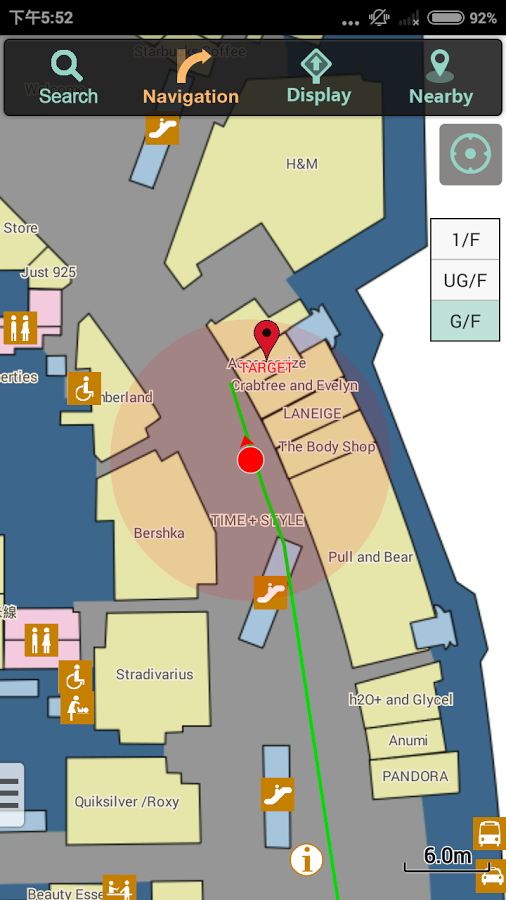 下午5:52
92%
Starbucks Coffee
Search
Navigation
Display
Nearby
H&M
Store
Just 925
1/F
UG/F
G/F
TARGET
Crabtree and Evelyn
erties
mberland
LANEIGE
The Body Shop
Bershka
TIME + STYLE
Pull and Bear
線
Stradivarius
h2O+ and Glycel
Anumi
PANDORA
Quiksilver /Roxy
6.0m
Beauty Esse